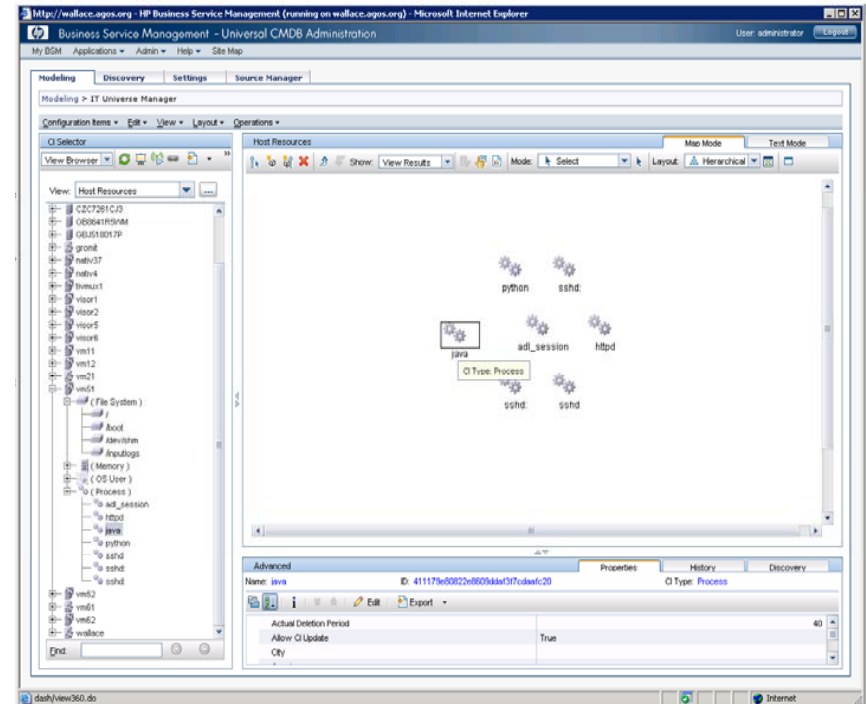 http://wallace.agos.org - HP Business Service Management (running on wallace.agos.org) - Microsoft Internet Explorer
Business Service Management - Universal CMDB Administration
User: administrator
Logout
My BSM Applications Admin Help Site Map
Modeling Discovery Settings Source Manager
Modeling > IT Universe Manager
Configuration Items Edit View Layout Operations
CI Selector
View Browser
View: Host Resources
CZC7261CJ3
GBJ518017P
gromit
nativ37
nativ4
tivmux1
visor1
visor2
visor5
visor6
vm11
vm12
vm21
vm51
( File System )
/
/boot
/dev/shm
/inputlogs
( Memory )
( OS User )
( Process )
adl_session
httpd
java
python
sshd
sshd:
sshd:
vm52
vm61
vm62
wallace
Find:
Host Resources
Map Mode Text Mode
Show: View Results Mode: Select Layout: Hierarchical
python sshd:
java adl_session httpd
CI Type: Process
sshd: sshd
Advanced
Properties History Discovery
Name: java
CI Type: Process
Edit Export
Actual Deletion Period 40
Allow CI Update True
City
dash/view360.do
Internet